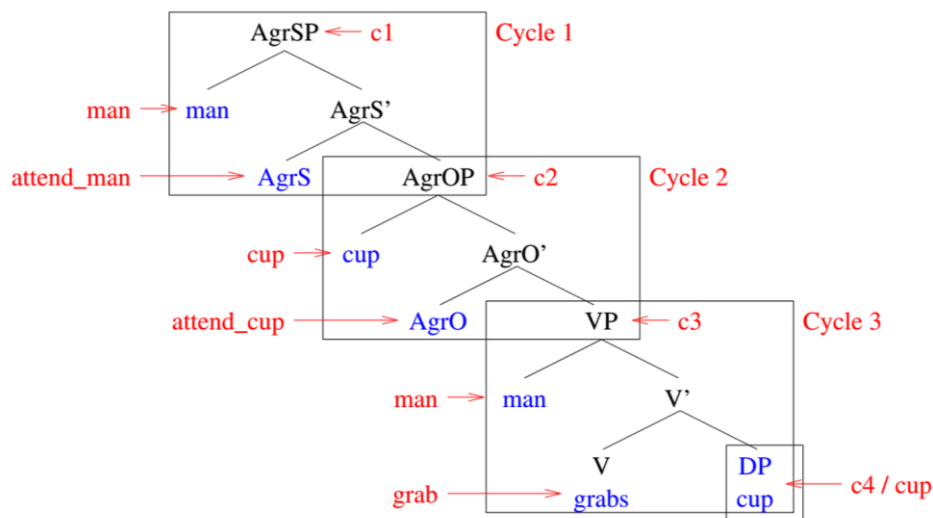 AgrSP c1 Cycle 1
man man AgrS’
attend_man AgrS AgrOP c2 Cycle 2
cup cup AgrO’
attend_cup AgrO VP c3 Cycle 3
man man V’
V DP
grab grabs cup c4 / cup